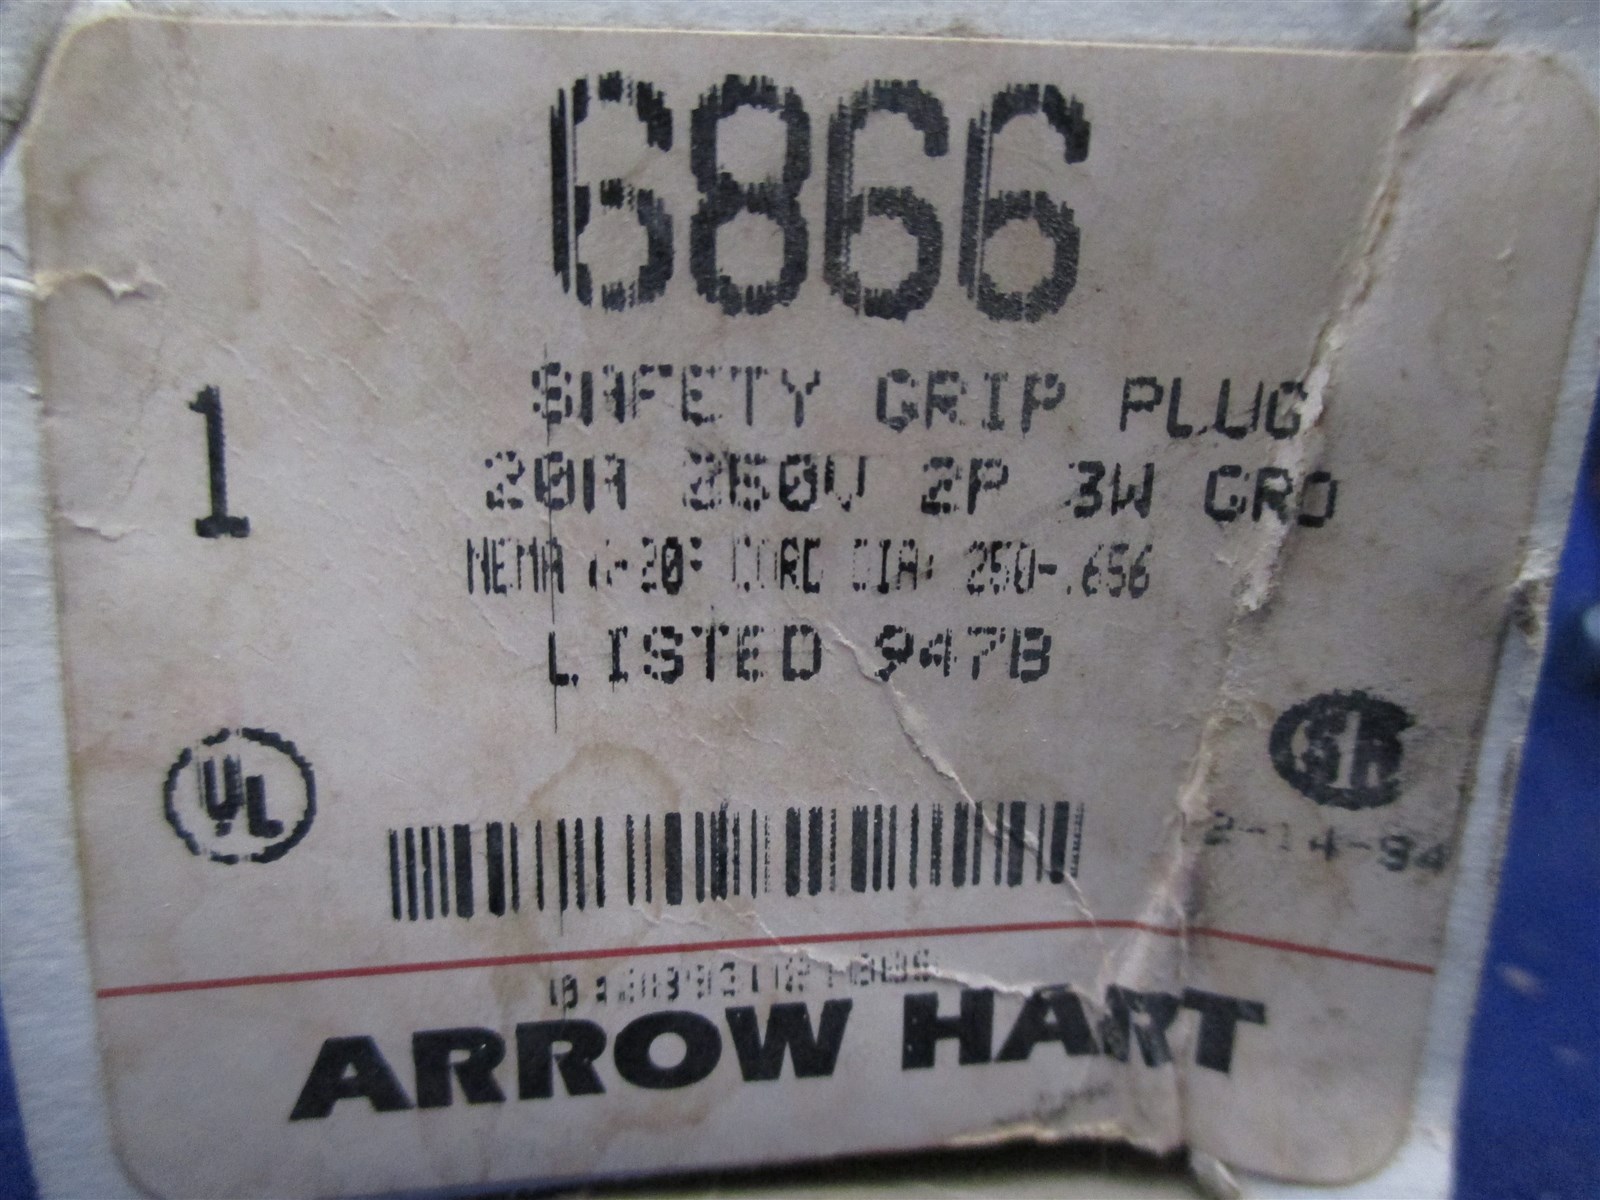 6866
1
SAFETY GRIP PLUG
20A 250V 2P 3W GRD
NEMA 6-20P CORD DIA: .250-.656
LISTED 947B
UL
CSA
2-14-94
ARROW HART